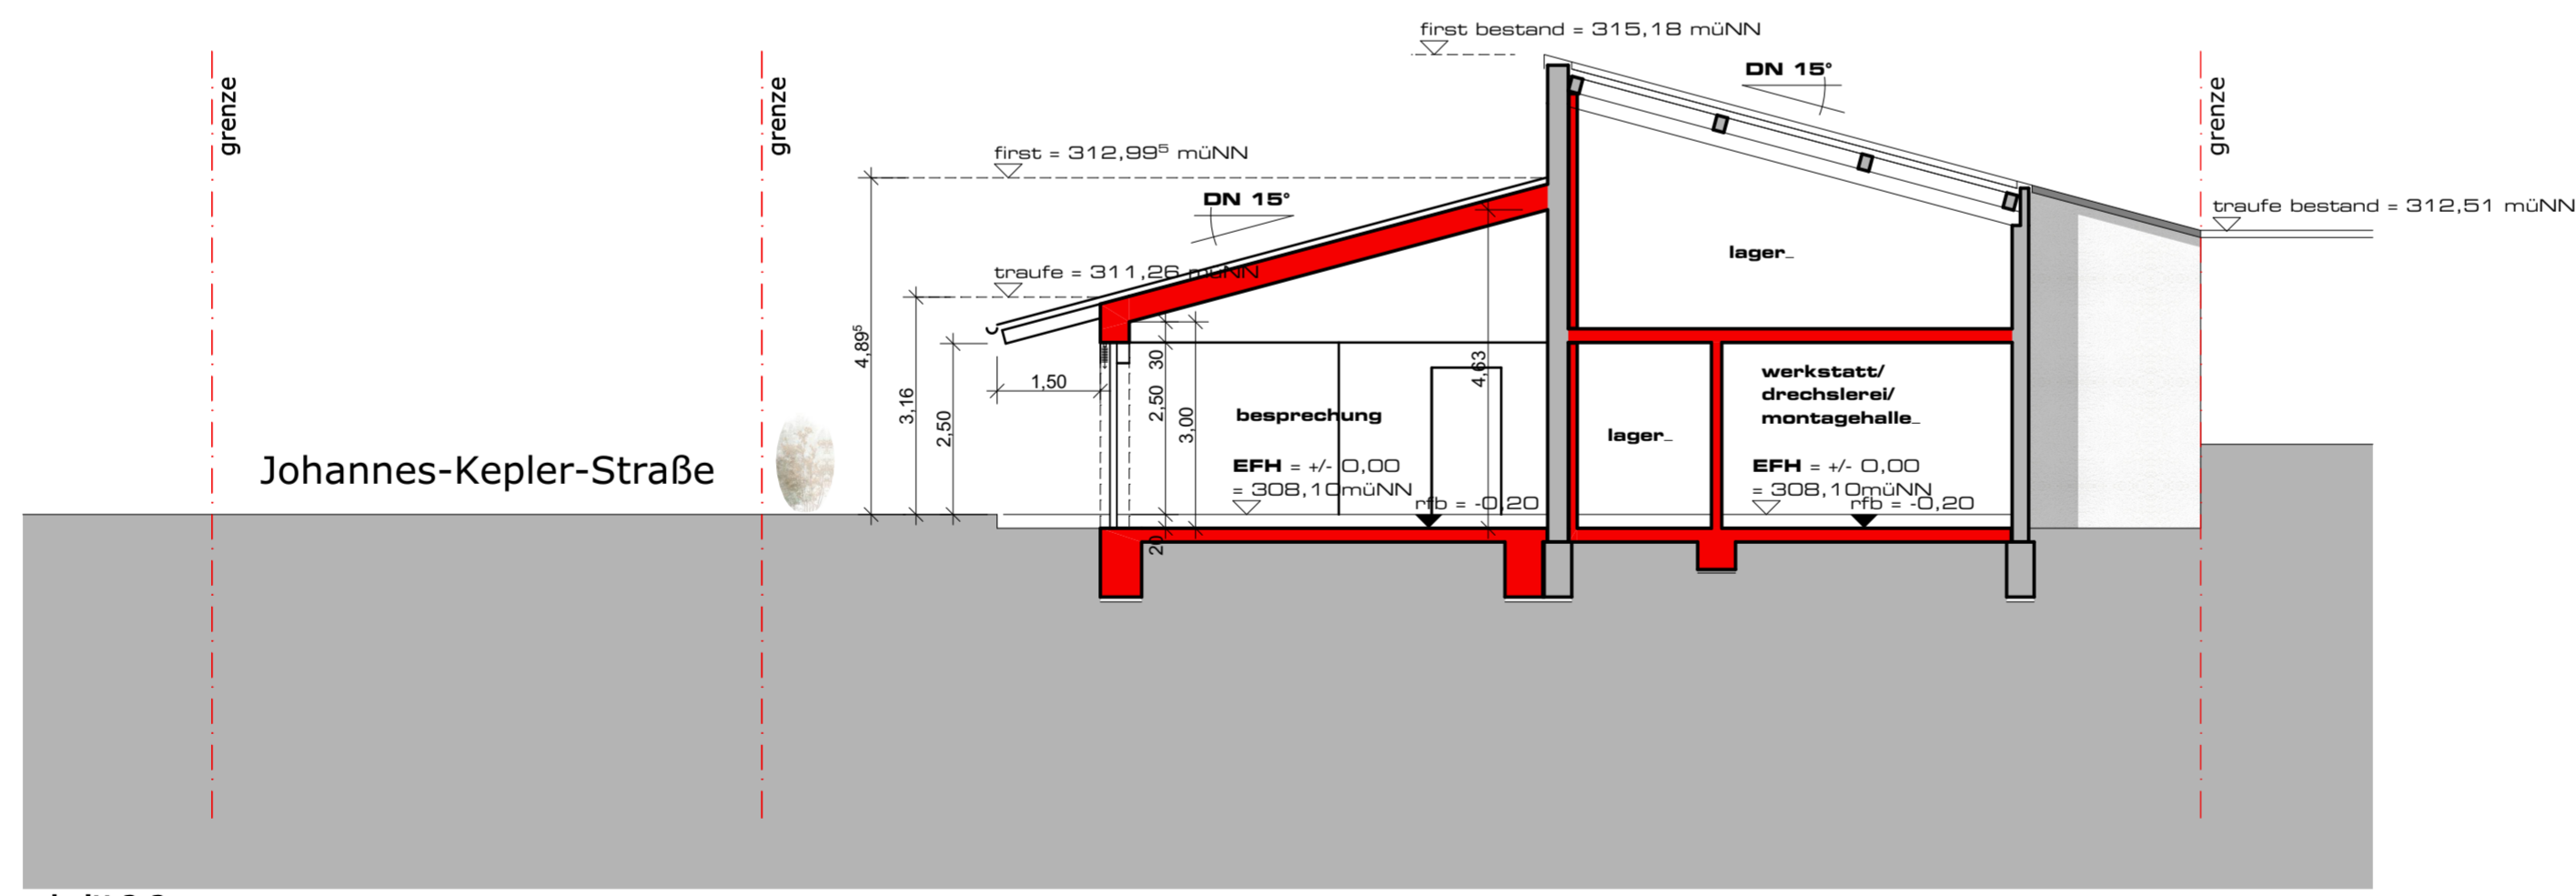 first bestand = 315,18 müNN
DN 15°
grenze
grenze
grenze
first = 312,99⁵ müNN
DN 15°
traufe bestand = 312,51 müNN
lager_
traufe = 311,26 müNN
4,89⁵
3,16
2,50
1,50
30
2,50
3,00
20
4,63
besprechung
EFH = +/- 0,00
= 308,10müNN
rfb = -0,20
lager_
werkstatt/
drechslerei/
montagehalle_
EFH = +/- 0,00
= 308,10müNN
rfb = -0,20
Johannes-Kepler-Straße